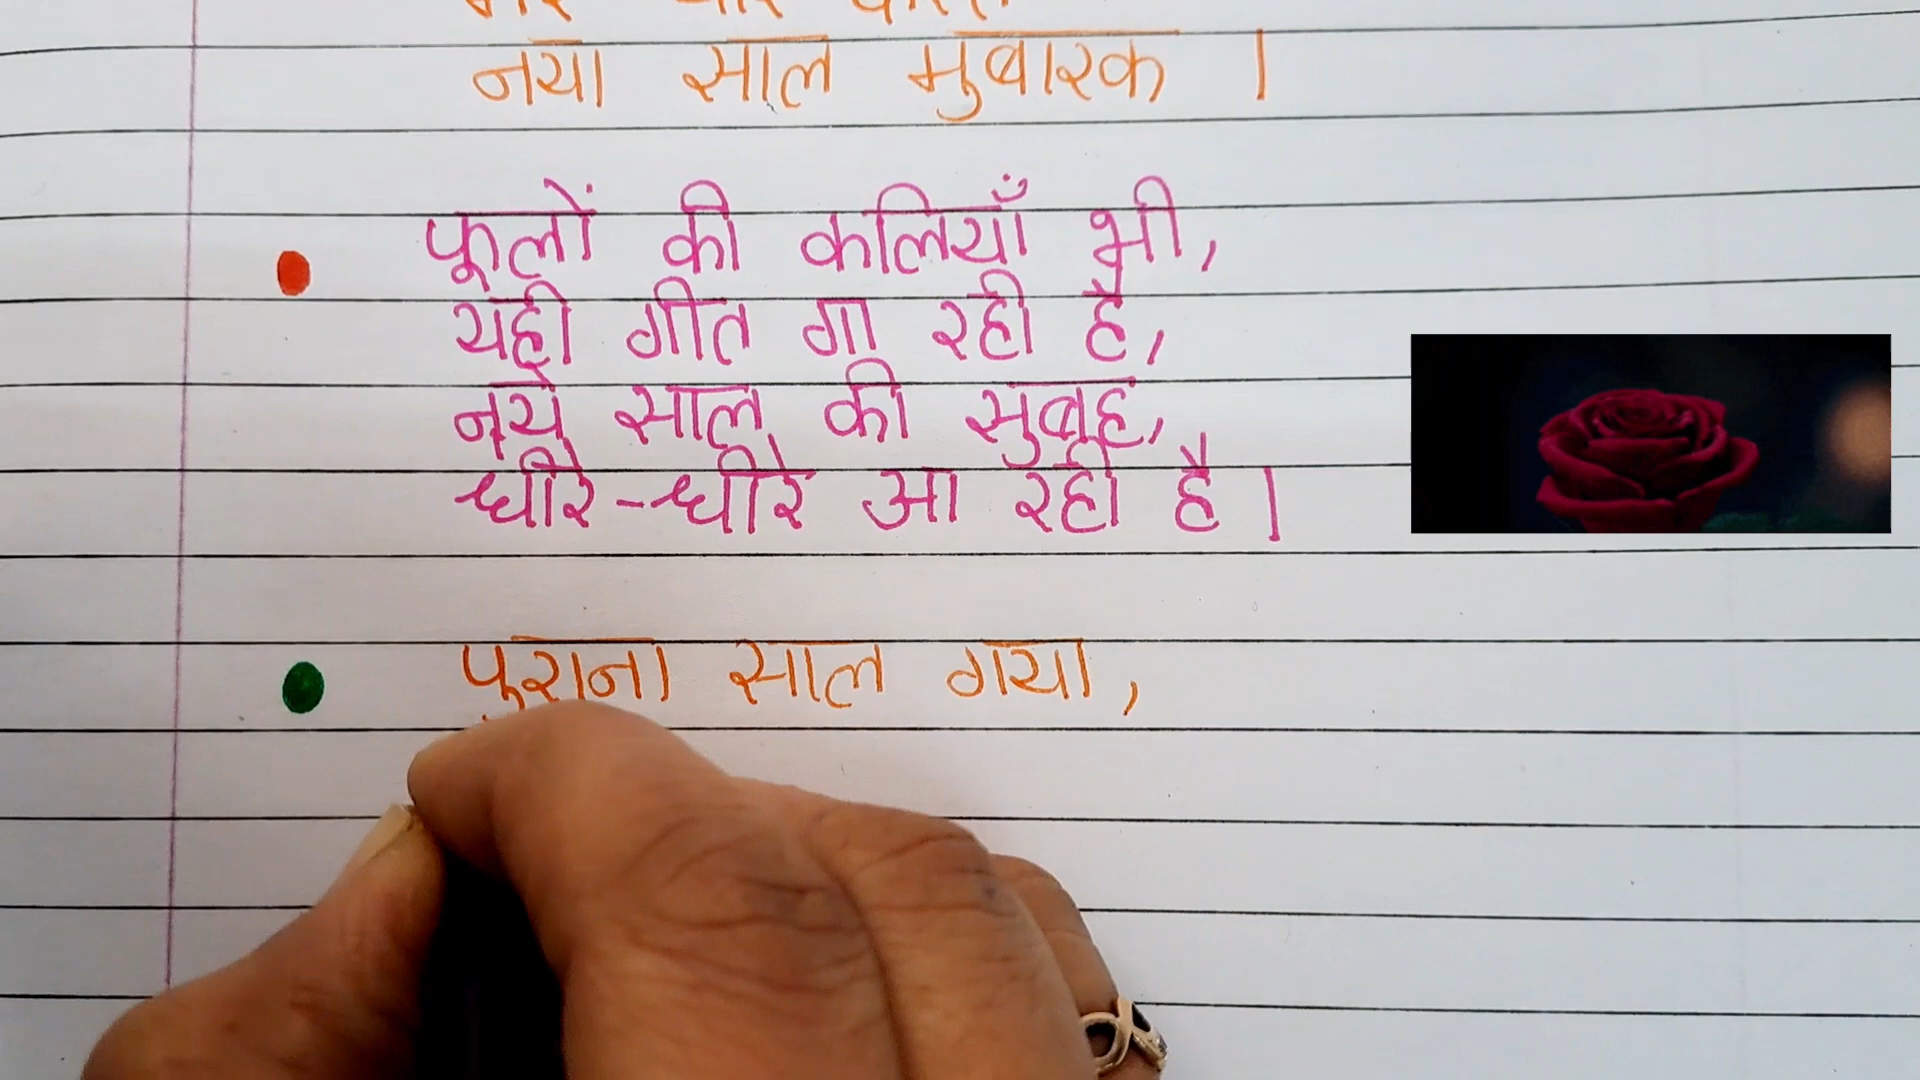 नया साल मुबारक ।
फूलों की कलियाँ भी,
यही गीत गा रही है,
नये साल की सुबह,
धीरे-धीरे आ रही है ।
पुराना साल गया,